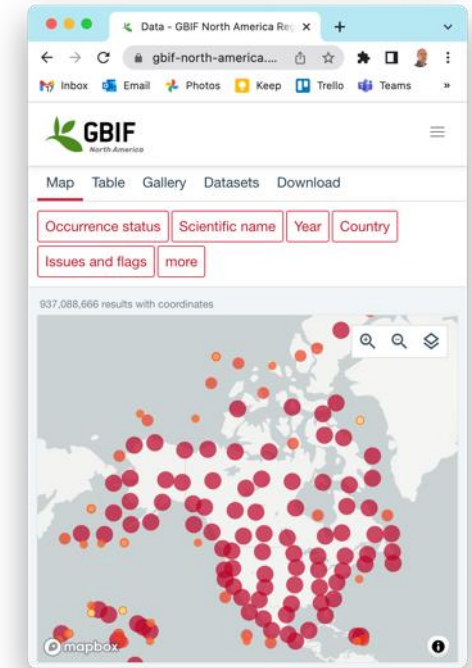 Data - GBIF North America Reg
gbif-north-america....
Inbox Email Photos Keep Trello Teams »
GBIF
North America
Map Table Gallery Datasets Download
Occurrence status Scientific name Year Country
Issues and flags more
937,088,666 results with coordinates
mapbox